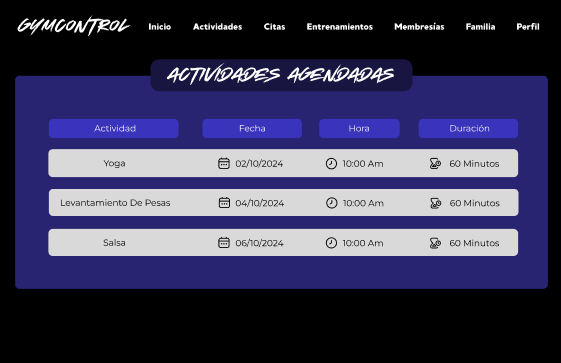 GYMCONTROL Inicio Actividades Citas Entrenamientos Membresías Familia Perfil
ACTIVIDADES AGENDADAS
Actividad Fecha Hora Duración
Yoga 02/10/2024 10:00 Am 60 Minutos
Levantamiento De Pesas 04/10/2024 10:00 Am 60 Minutos
Salsa 06/10/2024 10:00 Am 60 Minutos